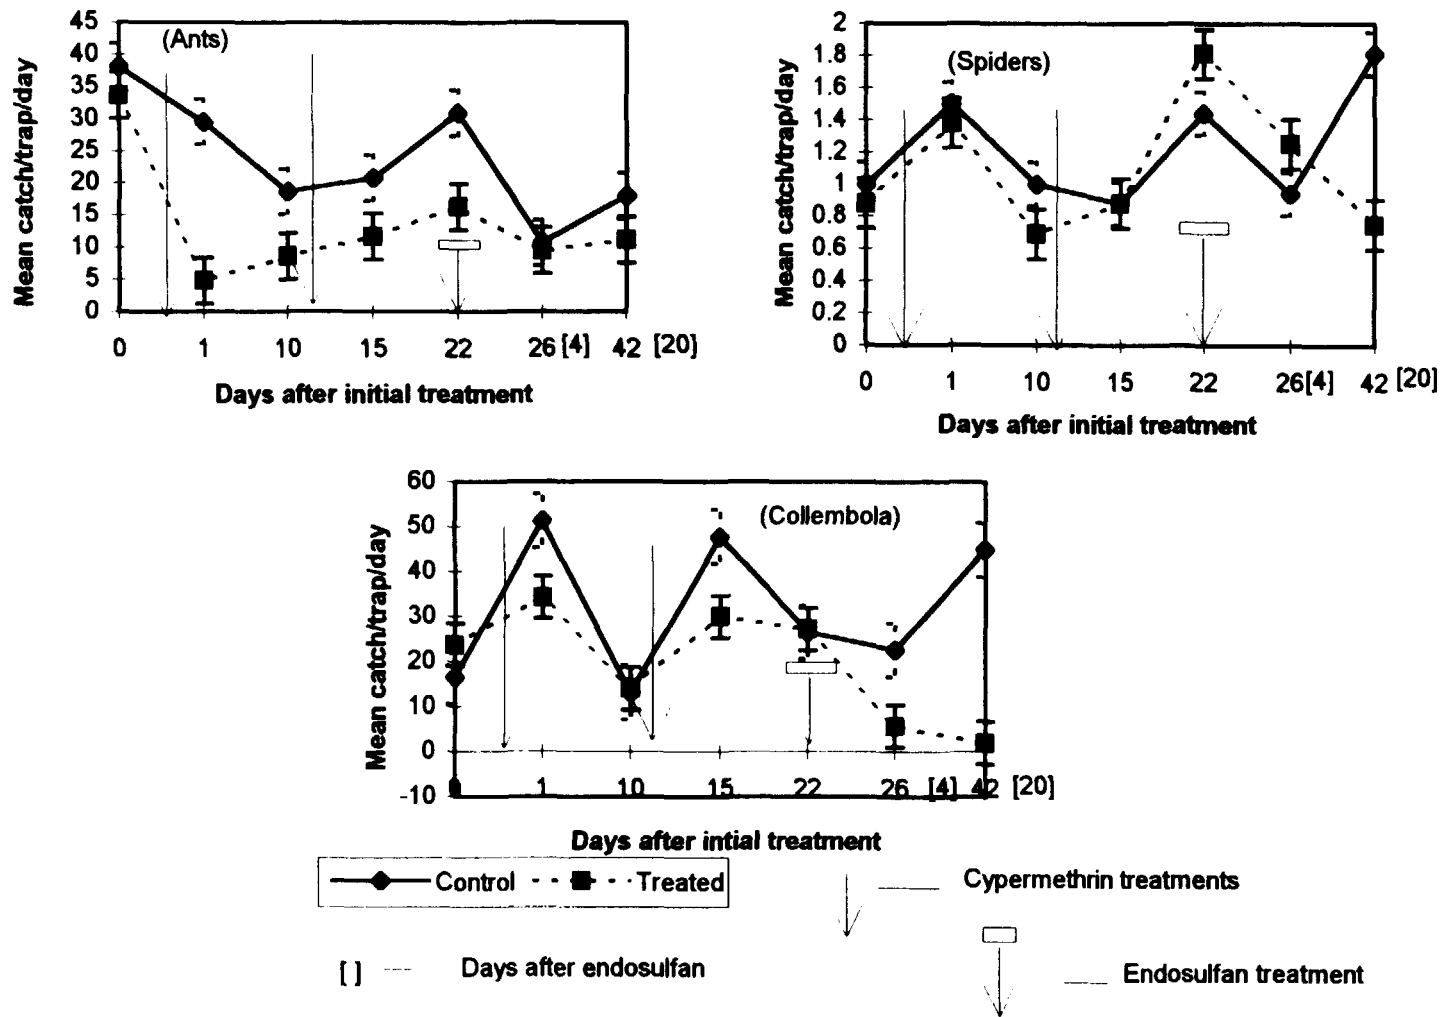 (Ants)
Mean catch/trap/day
45
40
35
30
25
20
15
10
5
0
0 1 10 15 22 26 [4] 42 [20]
Days after initial treatment
(Spiders)
Mean catch/trap/day
2
1.8
1.6
1.4
1.2
1
0.8
0.6
0.4
0.2
0
0 1 10 15 22 26[4] 42 [20]
Days after initial treatment
(Collembola)
Mean catch/trap/day
60
50
40
30
20
10
0
-10
1 10 15 22 26 [4] 42 [20]
Days after intial treatment
Control Treated
Cypermethrin treatments
[ ] Days after endosulfan
Endosulfan treatment